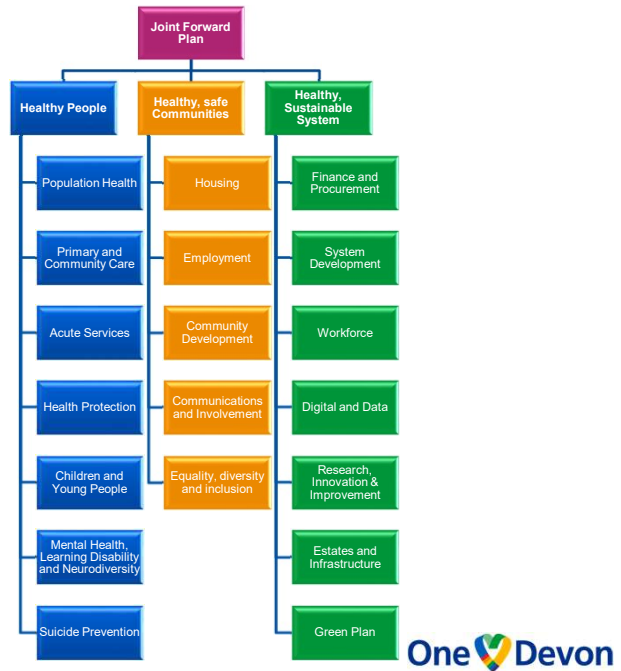 Joint Forward
Plan
Healthy People
Healthy, safe
Communities
Healthy,
Sustainable
System
Population Health
Housing
Finance and
Procurement
Primary and
Community Care
Employment
System
Development
Acute Services
Community
Development
Workforce
Health Protection
Communications
and Involvement
Digital and Data
Children and
Young People
Equality, diversity
and inclusion
Research,
Innovation &
Improvement
Mental Health,
Learning Disability
and Neurodiversity
Estates and
Infrastructure
Suicide Prevention
Green Plan
One Devon